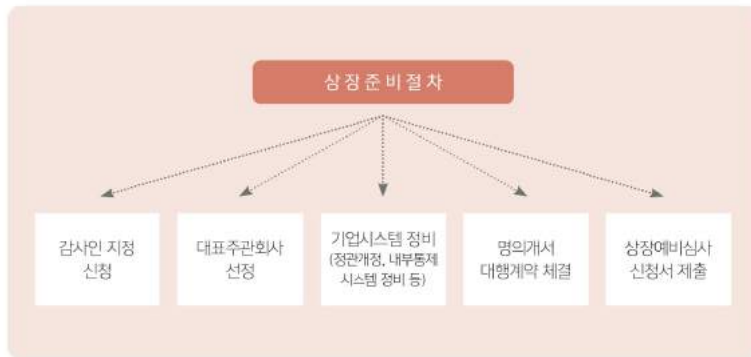 상장준비절차
감사인 지정
신청
대표주관회사
선정
기업시스템 정비
(정관개정, 내부통제
시스템 정비 등)
명의개서
대행계약 체결
상장예비심사
신청서 제출